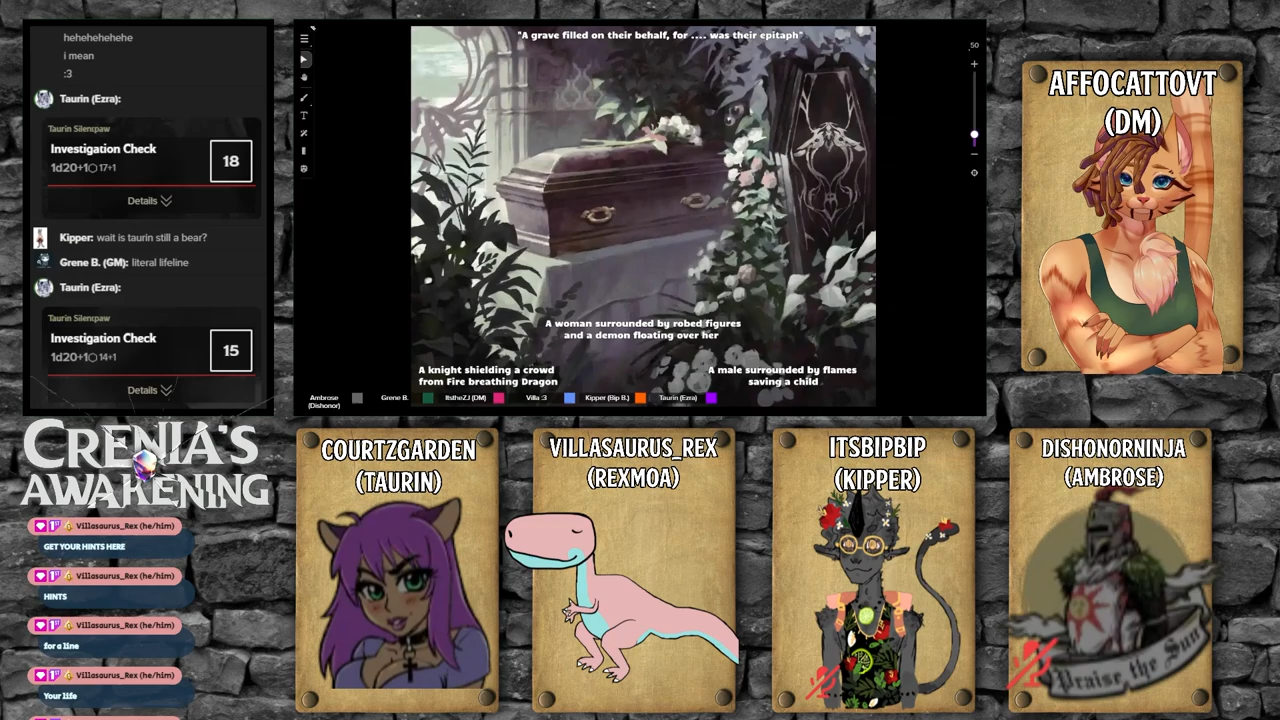 hehehehehehe
i mean
:3
Taurin (Ezra):
Taurin Silentpaw
Investigation Check
1d20+1 17+1
18
Details
Kipper: wait is taurin still a bear?
Grene B. (GM): literal lifeline
Taurin (Ezra):
Taurin Silentpaw
Investigation Check
1d20+1 14+1
15
Details
"A grave filled on their behalf, for .... was their epitaph"
A woman surrounded by robed figures
and a demon floating over her
A knight shielding a crowd
from Fire breathing Dragon
A male surrounded by flames
saving a child
50
Ambrose
(Dishonor)
Grene B.
ItstheZJ (DM)
Villa :3
Kipper (Bip B.)
Taurin (Ezra)
AFFOCATTOVT
(DM)
CRENIA'S
AWAKENING
1ST Villasaurus_Rex (he/him)
GET YOUR HINTS HERE
1ST Villasaurus_Rex (he/him)
HINTS
1ST Villasaurus_Rex (he/him)
for a line
1ST Villasaurus_Rex (he/him)
Your life
COURTZGARDEN
(TAURIN)
VILLASAURUS_REX
(REXMOA)
ITSBIPBIP
(KIPPER)
DISHONORNINJA
(AMBROSE)
Praise the Sun